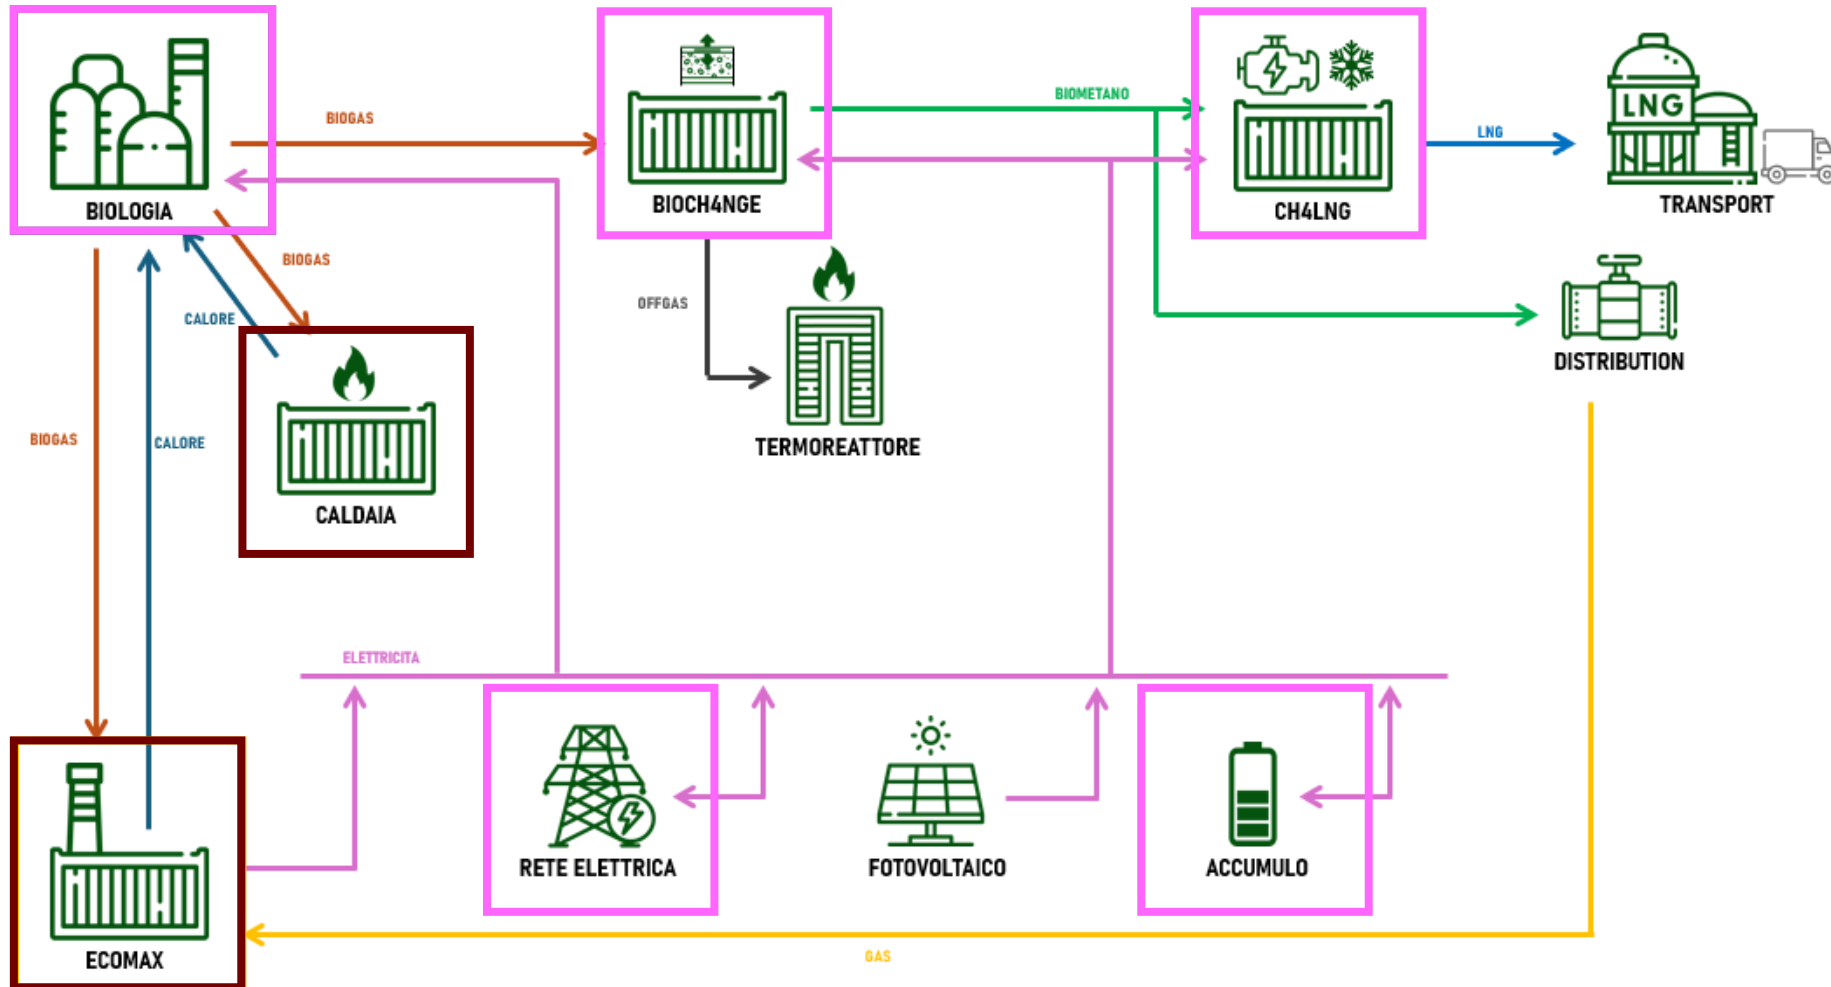 BIOLOGIA
BIOGAS
BIOCH4NGE
BIOMETANO
LNG
CH4LNG
LNG
TRANSPORT
BIOGAS
CALORE
OFFGAS
TERMOREATTORE
DISTRIBUTION
BIOGAS
CALORE
CALDAIA
ELETTRICITA
RETE ELETTRICA
FOTOVOLTAICO
ACCUMULO
ECOMAX
GAS